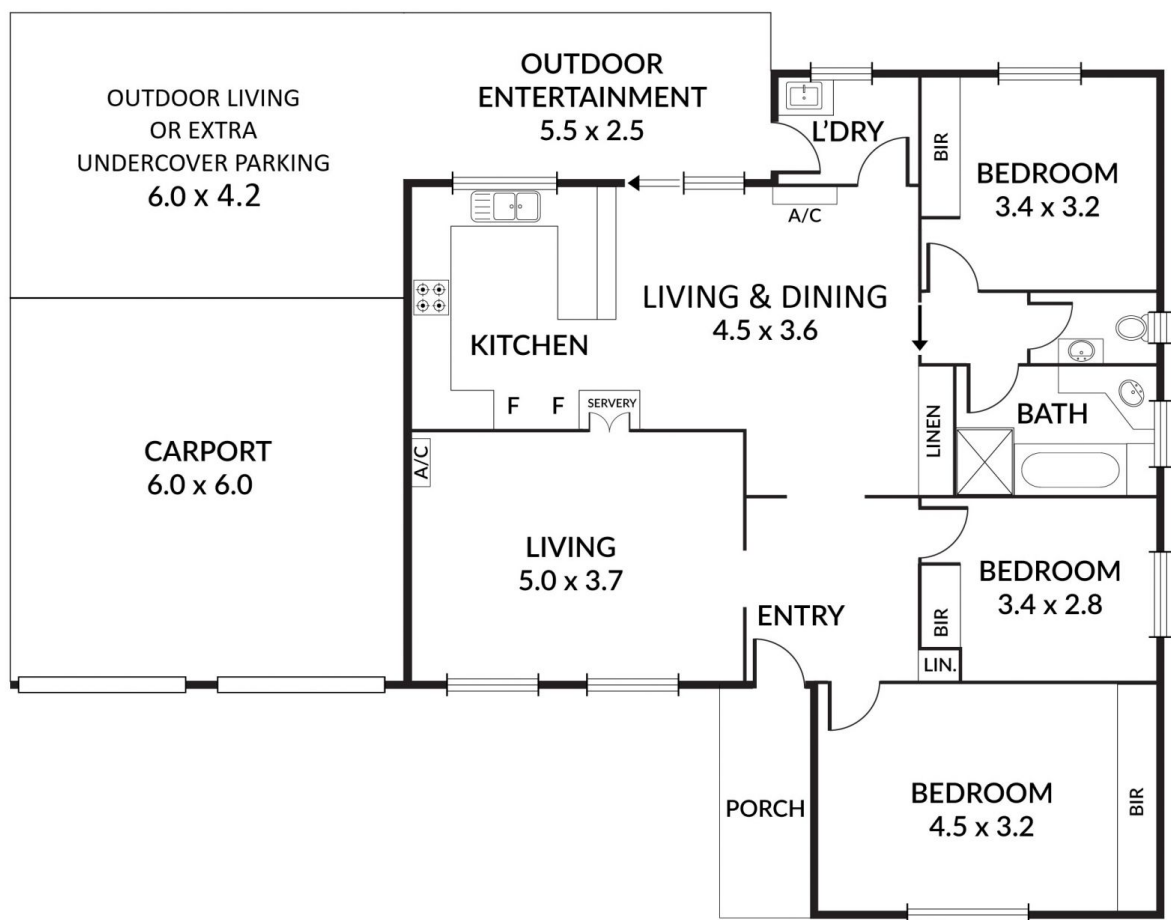 OUTDOOR LIVING
OR EXTRA
UNDERCOVER PARKING
6.0 x 4.2
OUTDOOR
ENTERTAINMENT
5.5 x 2.5
L'DRY
BIR
BEDROOM
3.4 x 3.2
A/C
LIVING & DINING
4.5 x 3.6
KITCHEN
F F
SERVERY
LINEN
BATH
CARPORT
6.0 x 6.0
A/C
LIVING
5.0 x 3.7
ENTRY
BIR
LIN.
BEDROOM
3.4 x 2.8
PORCH
BEDROOM
4.5 x 3.2
BIR